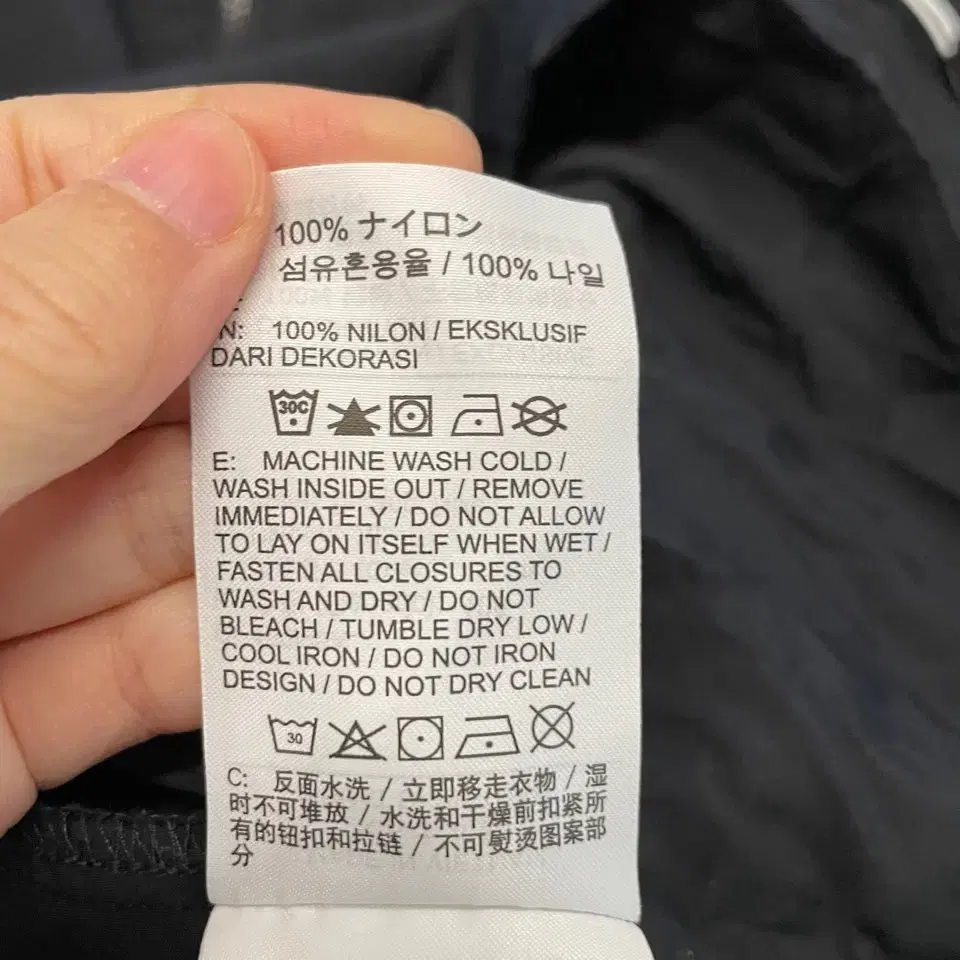 100% ナイロン
섬유혼용율 / 100% 나일
N: 100% NILON / EKSKLUSIF
DARI DEKORASI
30C
E: MACHINE WASH COLD /
WASH INSIDE OUT / REMOVE
IMMEDIATELY / DO NOT ALLOW
TO LAY ON ITSELF WHEN WET /
FASTEN ALL CLOSURES TO
WASH AND DRY / DO NOT
BLEACH / TUMBLE DRY LOW /
COOL IRON / DO NOT IRON
DESIGN / DO NOT DRY CLEAN
30
C: 反面水洗 / 立即移走衣物 / 湿
时不可堆放 / 水洗和干燥前扣紧所
有的钮扣和拉链 / 不可熨烫图案部
分